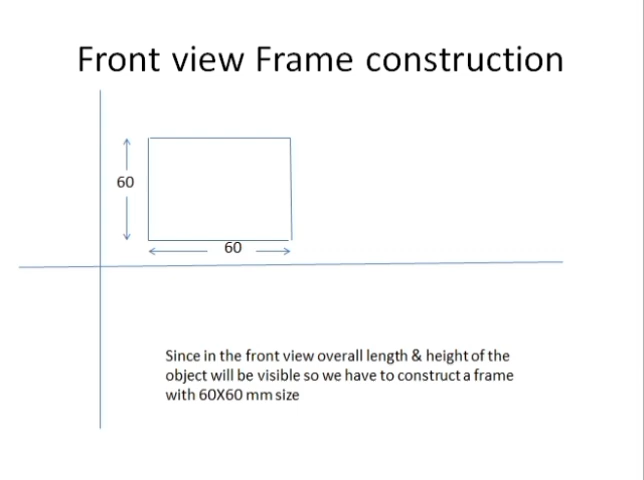 Front view Frame construction
60
60
Since in the front view overall length & height of the
object will be visible so we have to construct a frame
with 60X60 mm size